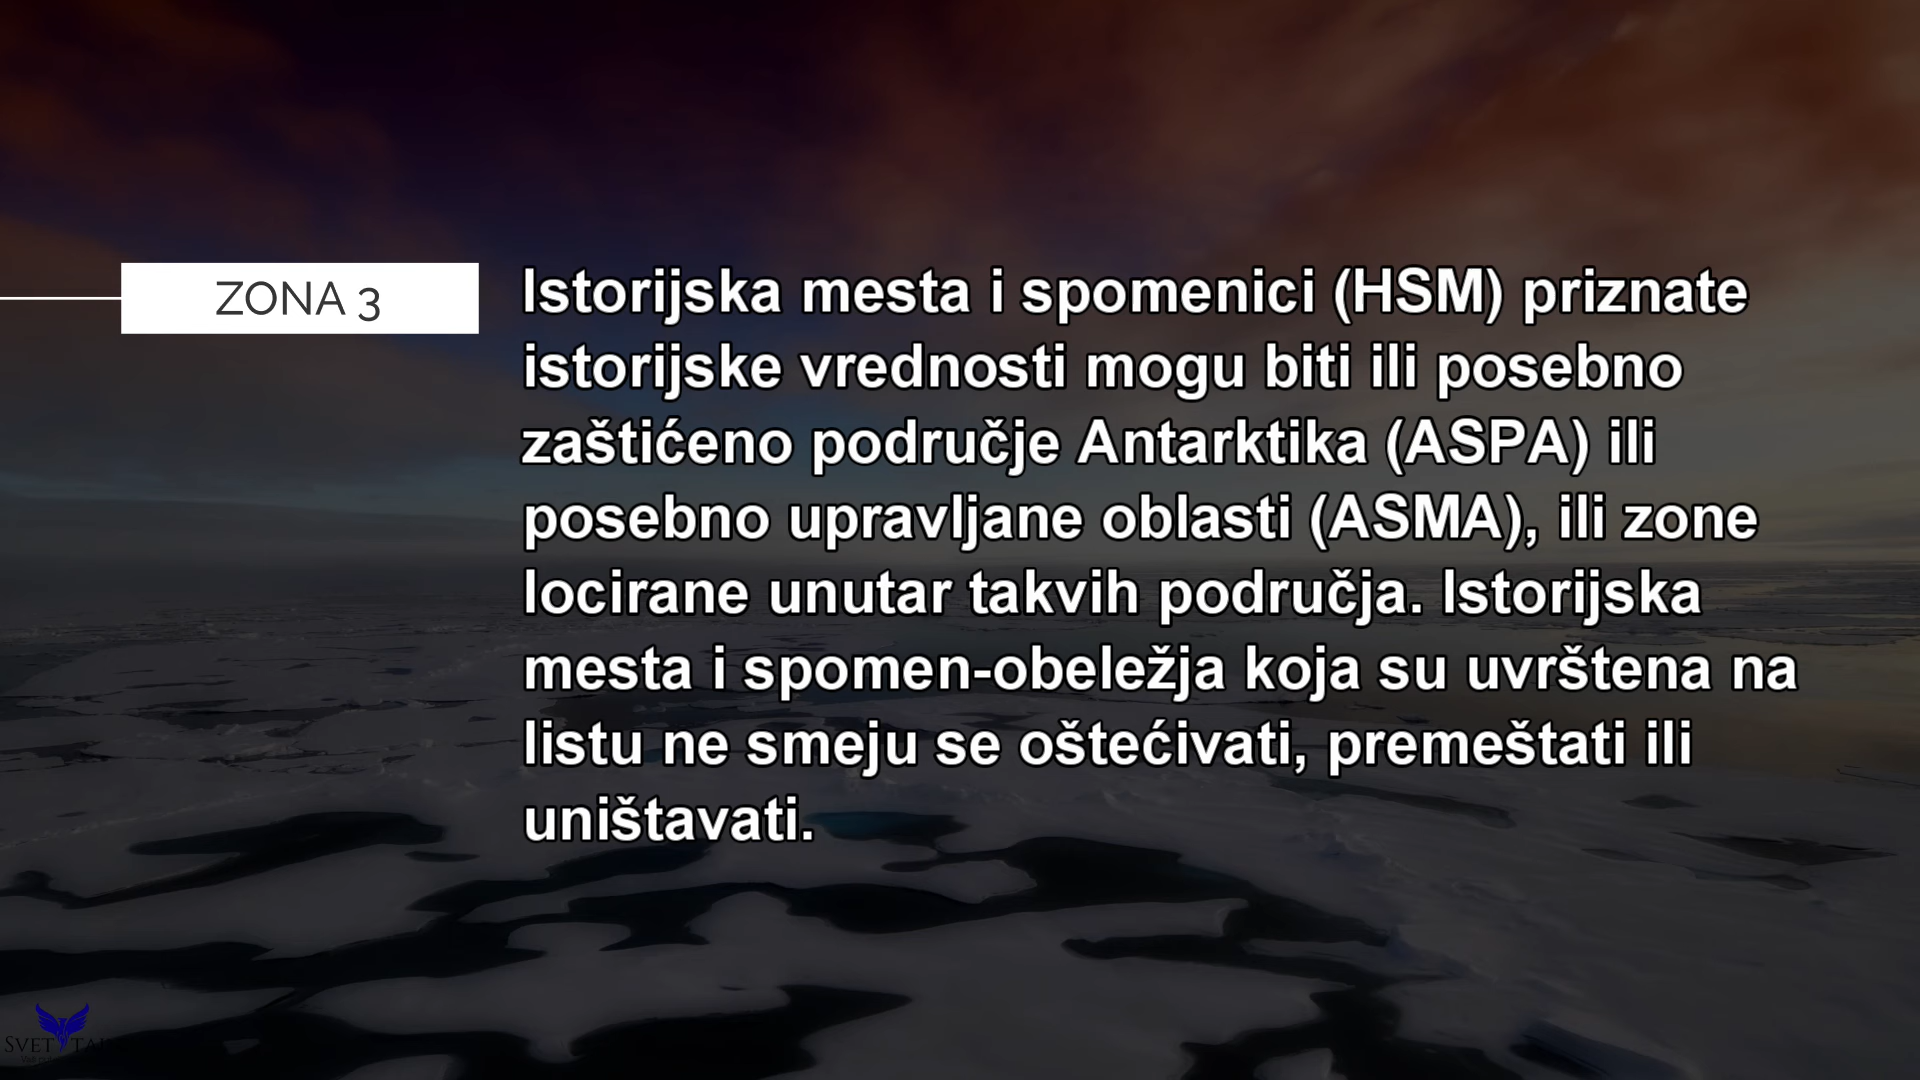 ZONA 3
Istorijska mesta i spomenici (HSM) priznate
istorijske vrednosti mogu biti ili posebno
zaštićeno područje Antarktika (ASPA) ili
posebno upravljane oblasti (ASMA), ili zone
locirane unutar takvih područja. Istorijska
mesta i spomen-obeležja koja su uvrštena na
listu ne smeju se oštećivati, premeštati ili
uništavati.
SVET